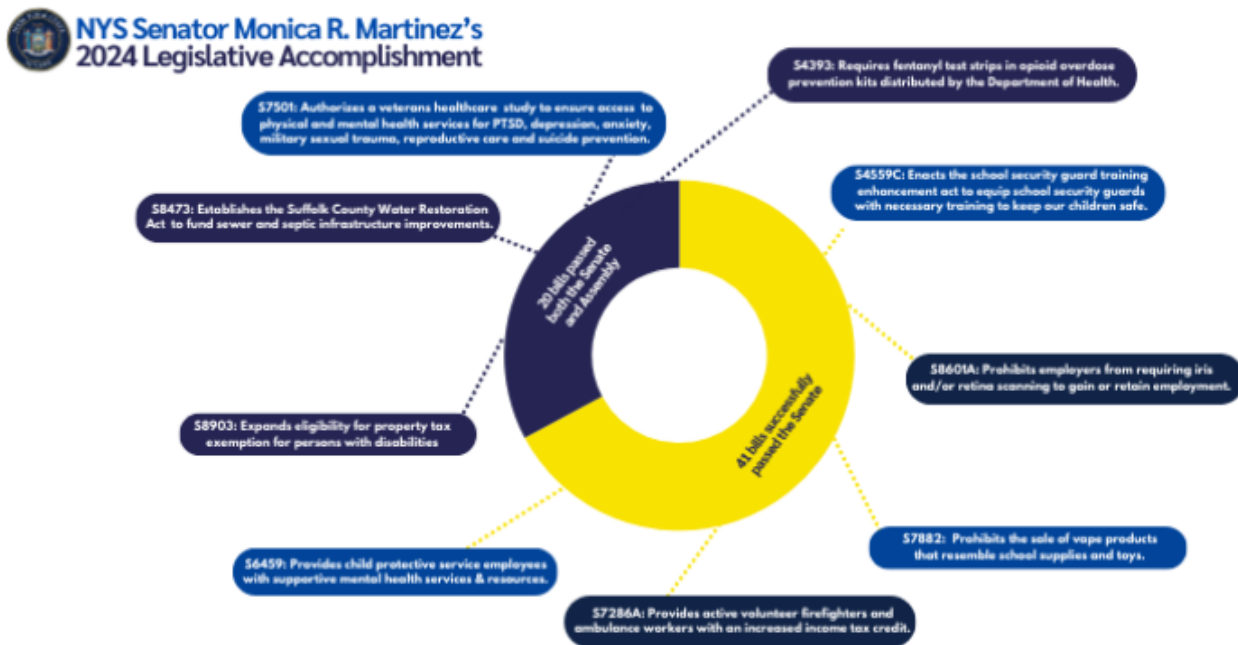 NYS Senator Monica R. Martinez's
2024 Legislative Accomplishment
S4393: Requires fentanyl test strips in opioid overdose
prevention kits distributed by the Department of Health.
S7501: Authorizes a veterans healthcare study to ensure access to
physical and mental health services for PTSD, depression, anxiety,
military sexual trauma, reproductive care and suicide prevention.
S4559C: Enacts the school security guard training
enhancement act to equip school security guards
with necessary training to keep our children safe.
S8473: Establishes the Suffolk County Water Restoration
Act to fund sewer and septic infrastructure improvements.
20 bills passed
both the Senate
and Assembly
S8601A: Prohibits employers from requiring iris
and/or retina scanning to gain or retain employment.
S8903: Expands eligibility for property tax
exemption for persons with disabilities
41 bills successfully
passed the Senate
S7882: Prohibits the sale of vape products
that resemble school supplies and toys.
S6459: Provides child protective service employees
with supportive mental health services & resources.
S7286A: Provides active volunteer firefighters and
ambulance workers with an increased income tax credit.